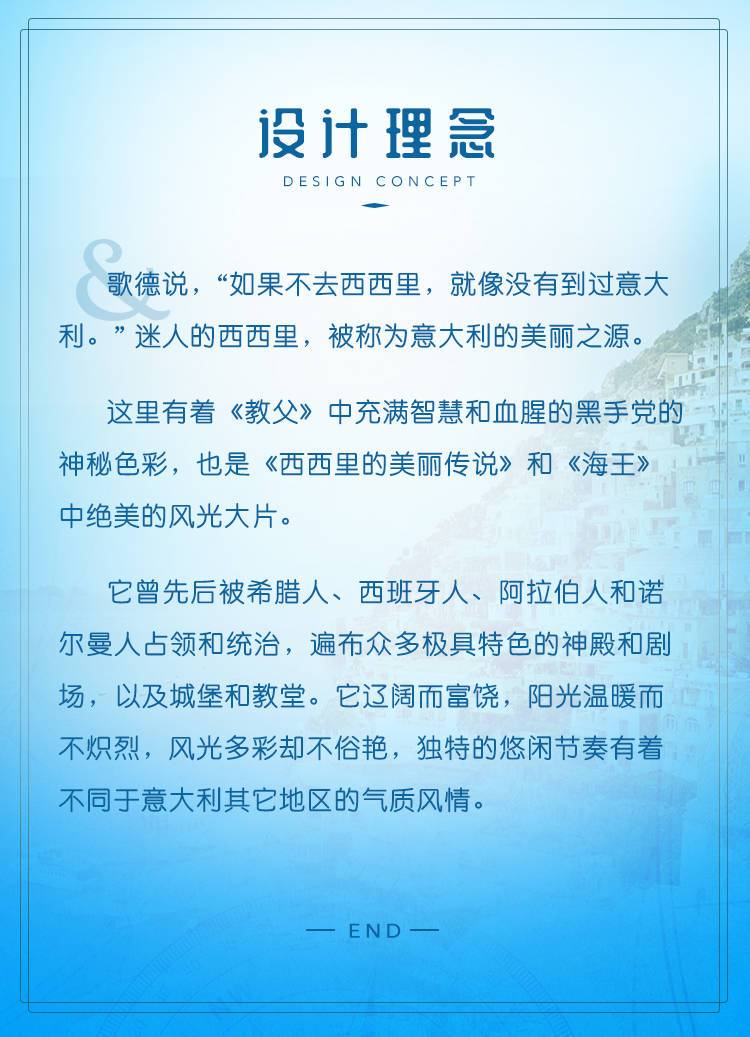 设计理念
DESIGN CONCEPT
&
歌德说，“如果不去西西里，就像没有到过意大
利。”迷人的西西里，被称为意大利的美丽之源。
这里有着《教父》中充满智慧和血腥的黑手党的
神秘色彩，也是《西西里的美丽传说》和《海王》
中绝美的风光大片。
它曾先后被希腊人、西班牙人、阿拉伯人和诺
尔曼人占领和统治，遍布众多极具特色的神殿和剧
场，以及城堡和教堂。它辽阔而富饶，阳光温暖而
不炽烈，风光多彩却不俗艳，独特的悠闲节奏有着
不同于意大利其它地区的气质风情。
END
NW